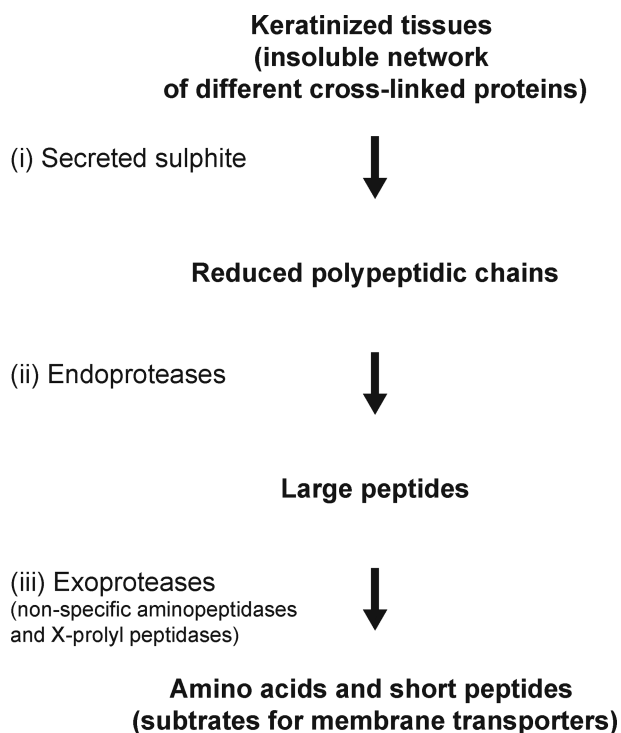 Keratinized tissues
(insoluble network
of different cross-linked proteins)
(i) Secreted sulphite
Reduced polypeptidic chains
(ii) Endoproteases
Large peptides
(iii) Exoproteases
(non-specific aminopeptidases
and X-prolyl peptidases)
Amino acids and short peptides
(subtrates for membrane transporters)